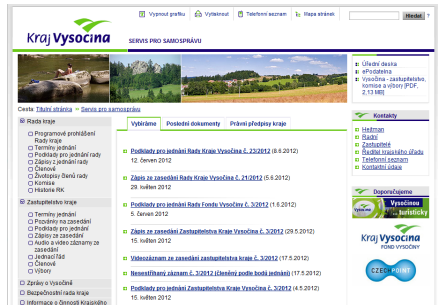 Vypnout grafiku
Vytisknout
Telefonní seznam
Mapa stránek
Hledat
?
Kraj Vysočina
SERVIS PRO SAMOSPRÁVU
Úřední deska
ePodatelna
Vysočina - zastupitelstvo,
komise a výbory [PDF,
2,13 MB]
Cesta: Titulní stránka » Servis pro samosprávu
Rada kraje
Programové prohlášení
Rady kraje
Termíny jednání
Podklady pro jednání rady
Zápisy z jednání rady
Členové
Životopisy členů rady
Komise
Historie RK
Zastupitelstvo kraje
Termíny jednání
Pozvánky na zasedání
Podklady pro jednání
Zápisy ze zasedání
Audio a video záznamy ze
zasedání
Jednací řád
Členové
Výbory
Zprávy o Vysočině
Bezpečnostní rada kraje
Informace o činnosti Krajského
Vybíráme
Poslední dokumenty
Právní předpisy kraje
Podklady pro jednání Rady Kraje Vysočina č. 23/2012 (8.6.2012)
12. červen 2012
Zápis ze zasedání Rady Kraje Vysočina č. 21/2012 (5.6.2012)
29. květen 2012
Podklady pro jednání Rady Fondu Vysočiny č. 3/2012 (1.6.2012)
5. červen 2012
Zápis ze zasedání Zastupitelstva Kraje Vysočina č. 3/2012 (29.5.2012)
15. květen 2012
Videozáznam ze zasedání zastupitelstva kraje č. 3/2012 (17.5.2012)
Nesestříhaný záznam č. 3/2012 (členěný podle bodů jednání) (17.5.2012)
Podklady pro jednání Zastupitelstva Kraje Vysočina č. 3/2012 (4.5.2012)
15. květen 2012
Kontakty
Hejtman
Radní
Zastupitelé
Ředitel krajského úřadu
Telefonní seznam
Kontaktní údaje
Doporučujeme
Vysočinou
turisticky
Kraj Vysočina
FOND VYSOČINY
CZECHPOINT